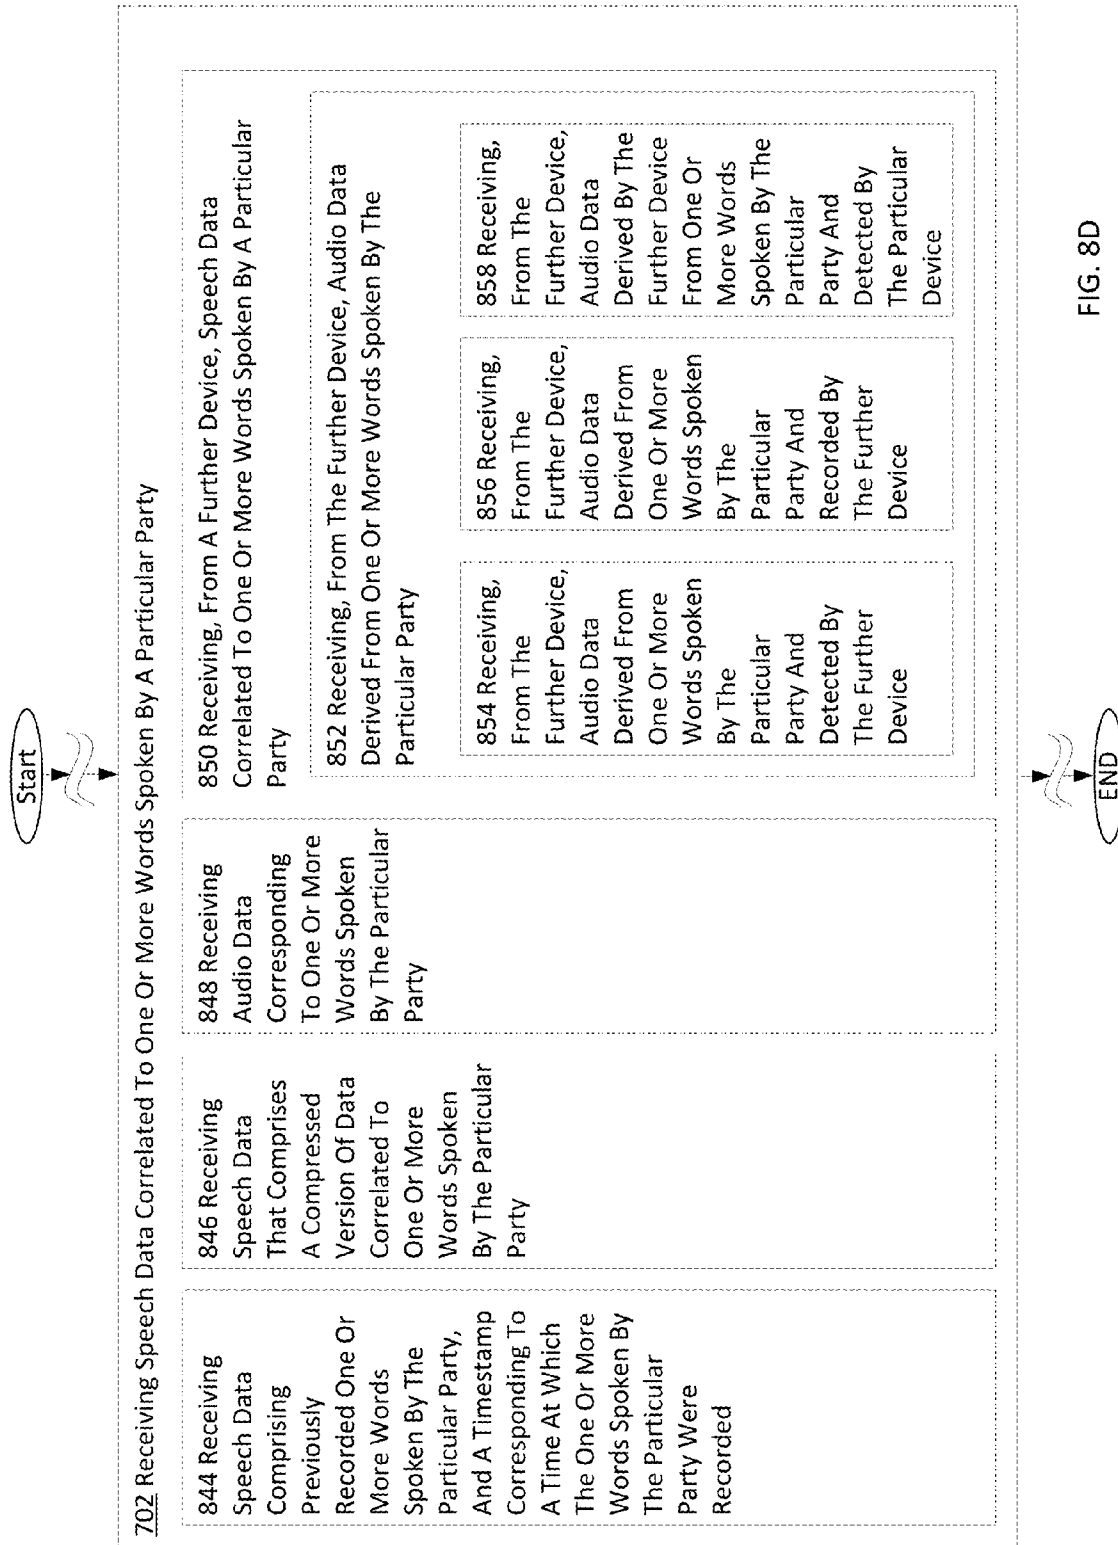 Start
702 Receiving Speech Data Correlated To One Or More Words Spoken By A Particular Party
844 Receiving
Speech Data
Comprising
Previously
Recorded One Or
More Words
Spoken By The
Particular Party,
And A Timestamp
Corresponding To
A Time At Which
The One Or More
Words Spoken By
The Particular
Party Were
Recorded
846 Receiving
Speech Data
That Comprises
A Compressed
Version Of Data
Correlated To
One Or More
Words Spoken
By The Particular
Party
848 Receiving
Audio Data
Corresponding
To One Or More
Words Spoken
By The Particular
Party
850 Receiving, From A Further Device, Speech Data
Correlated To One Or More Words Spoken By A Particular
Party
852 Receiving, From The Further Device, Audio Data
Derived From One Or More Words Spoken By The
Particular Party
854 Receiving,
From The
Further Device,
Audio Data
Derived From
One Or More
Words Spoken
By The
Particular
Party And
Detected By
The Further
Device
856 Receiving,
From The
Further Device,
Audio Data
Derived From
One Or More
Words Spoken
By The
Particular
Party And
Recorded By
The Further
Device
858 Receiving,
From The
Further Device,
Audio Data
Derived By The
Further Device
From One Or
More Words
Spoken By The
Particular
Party And
Detected By
The Particular
Device
END
FIG. 8D